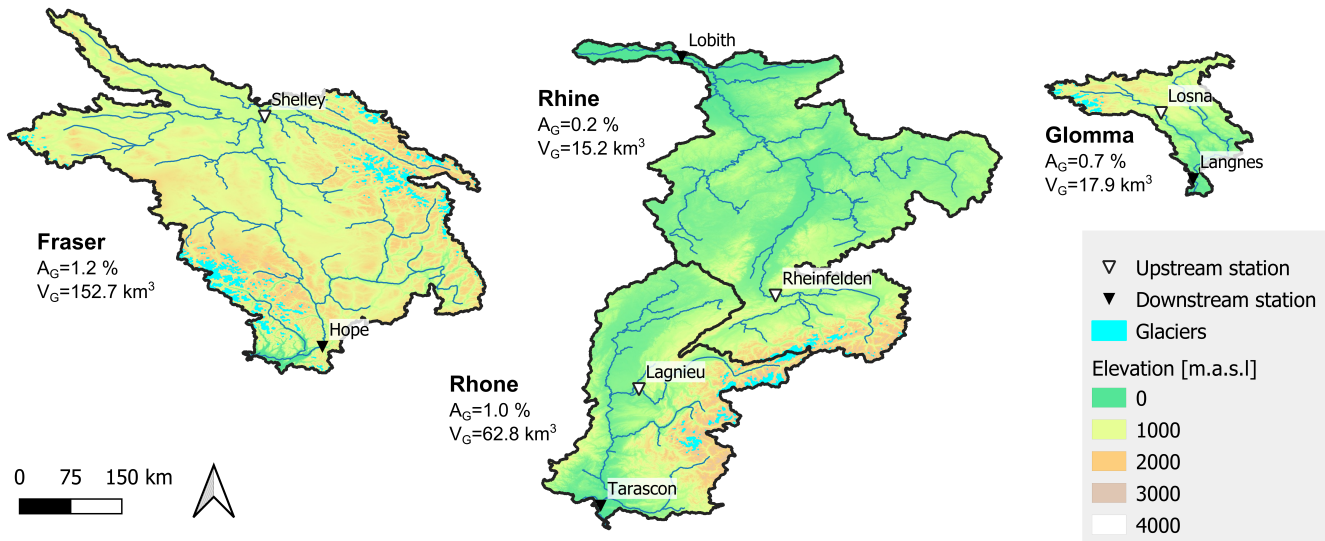 Shelley
Fraser
A_G=1.2 %
V_G=152.7 km³
Hope
0 75 150 km
Lobith
Rhine
A_G=0.2 %
V_G=15.2 km³
Rheinfelden
Lagnieu
Rhone
A_G=1.0 %
V_G=62.8 km³
Tarascon
Losna
Glomma
A_G=0.7 %
V_G=17.9 km³
Langnes
Upstream station
Downstream station
Glaciers
Elevation [m.a.s.l]
0
1000
2000
3000
4000